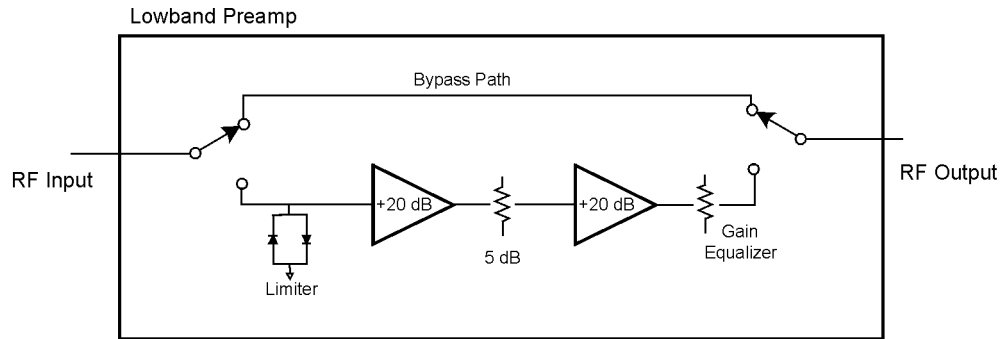 Lowband Preamp
Bypass Path
RF Input
RF Output
+20 dB
+20 dB
5 dB
Gain
Equalizer
Limiter